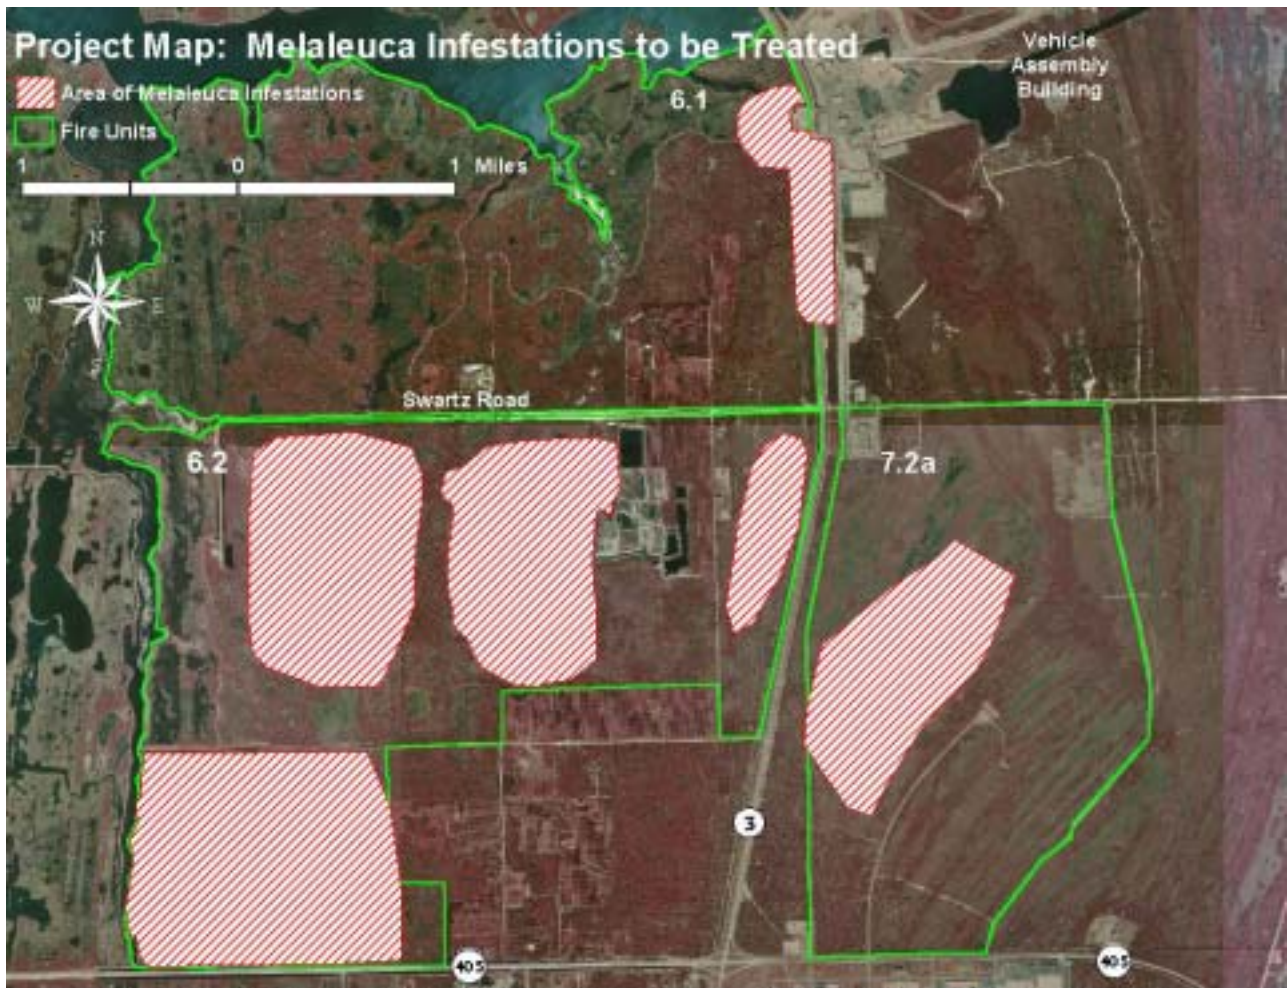 Project Map: Melaleuca Infestations to be Treated
Vehicle
Assembly
Building
Area of Melaleuca Infestations
Fire Units
6.1
1 0 1 Miles
N
W E
S
Swartz Road
6.2
7.2a
3
405
405